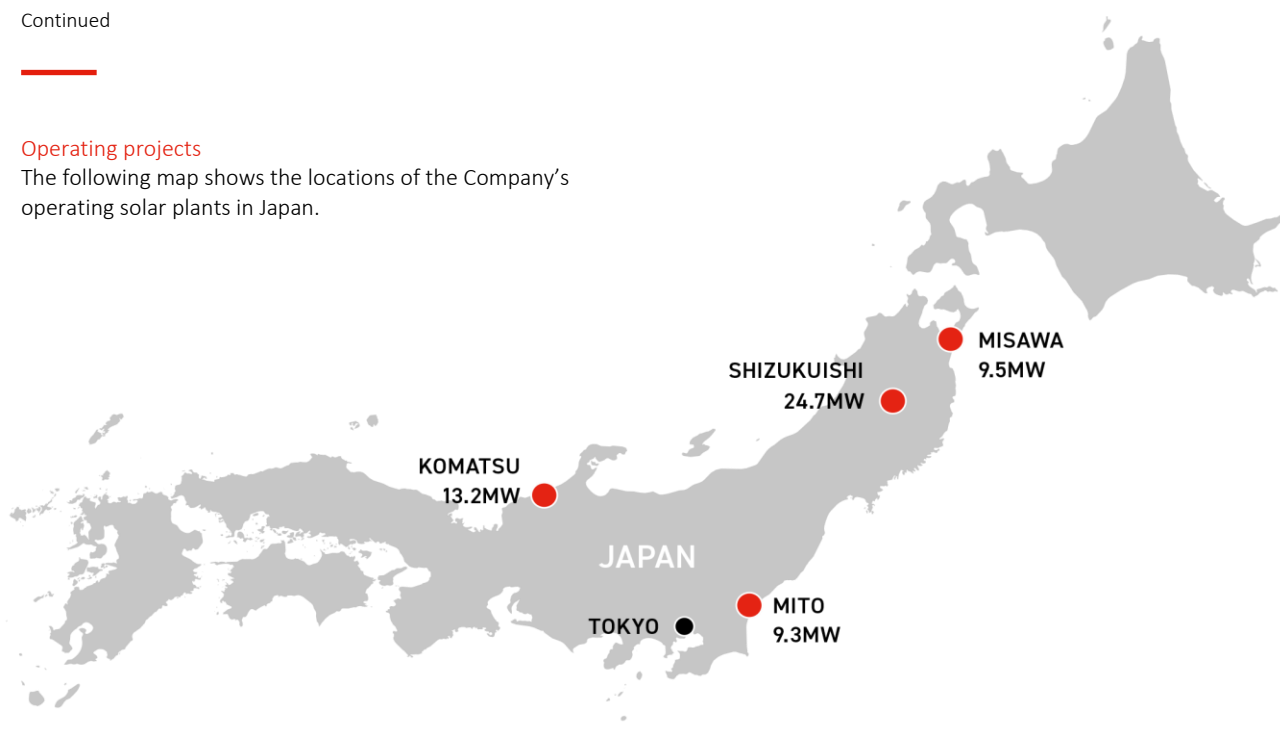 Continued
Operating projects
The following map shows the locations of the Company’s
operating solar plants in Japan.
MISAWA
9.5MW
SHIZUKUISHI
24.7MW
KOMATSU
13.2MW
JAPAN
MITO
9.3MW
TOKYO